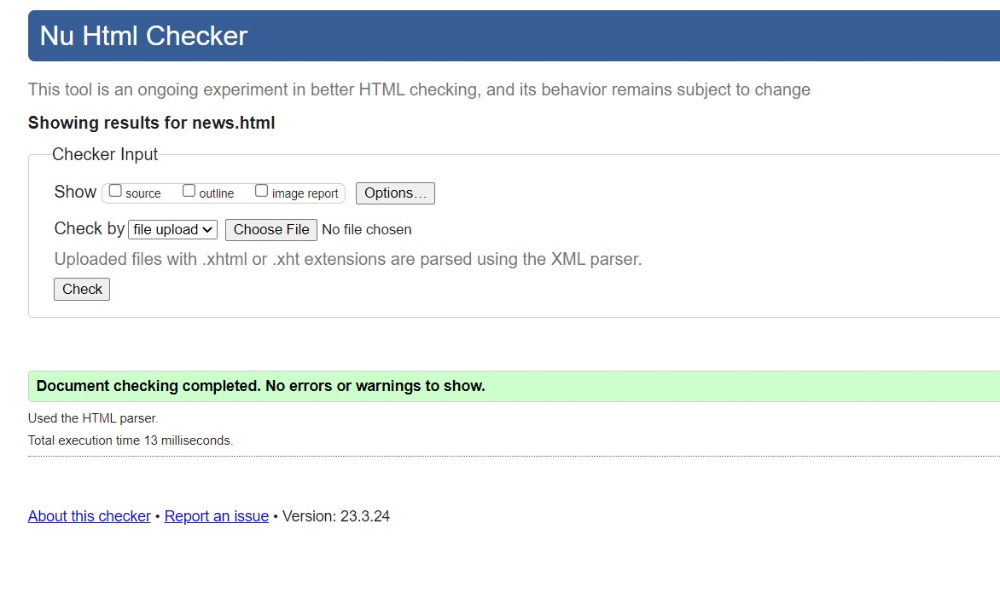 Nu Html Checker
This tool is an ongoing experiment in better HTML checking, and its behavior remains subject to change
Showing results for news.html
Checker Input
Show source outline image report Options…
Check by file upload Choose File No file chosen
Uploaded files with .xhtml or .xht extensions are parsed using the XML parser.
Check
Document checking completed. No errors or warnings to show.
Used the HTML parser.
Total execution time 13 milliseconds.
About this checker • Report an issue • Version: 23.3.24